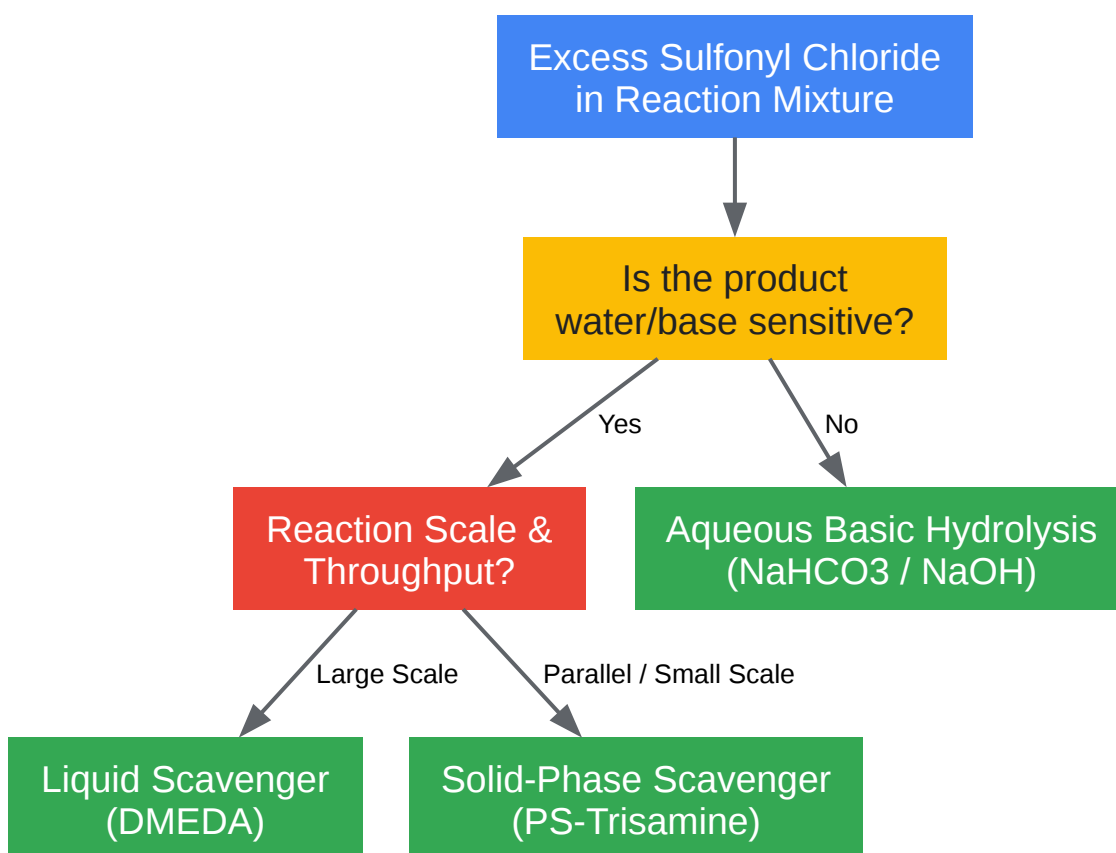 Excess Sulfonyl Chloride
in Reaction Mixture
Is the product
water/base sensitive?
Yes
No
Reaction Scale &
Throughput?
Aqueous Basic Hydrolysis
(NaHCO3 / NaOH)
Large Scale
Parallel / Small Scale
Liquid Scavenger
(DMEDA)
Solid-Phase Scavenger
(PS-Trisamine)